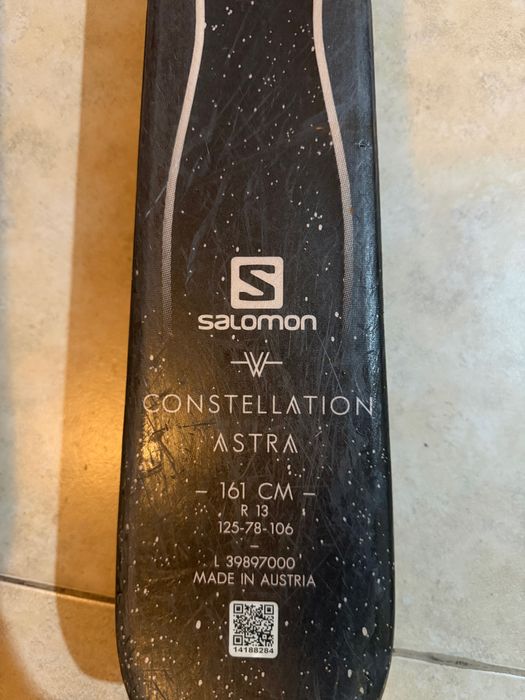 S
salomon
W
CONSTELLATION
ASTRA
– 161 CM –
R 13
125-78-106
–
L 39897000
MADE IN AUSTRIA
14188284